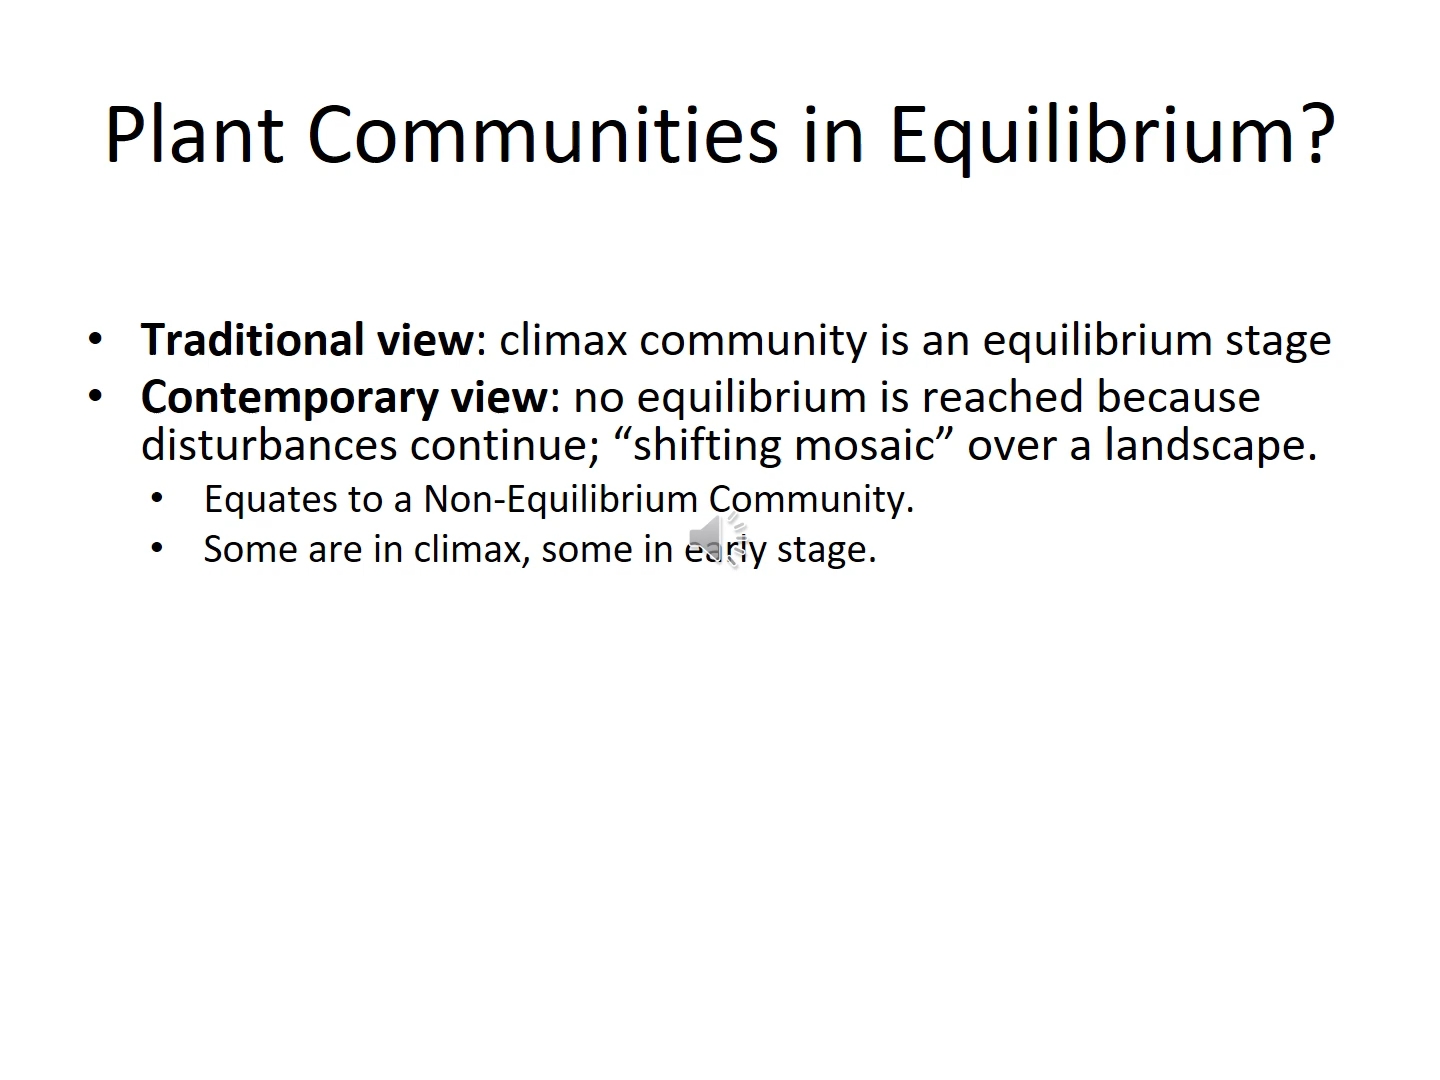 Plant Communities in Equilibrium?
• Traditional view: climax community is an equilibrium stage
• Contemporary view: no equilibrium is reached because
disturbances continue; “shifting mosaic” over a landscape.
• Equates to a Non-Equilibrium Community.
• Some are in climax, some in early stage.